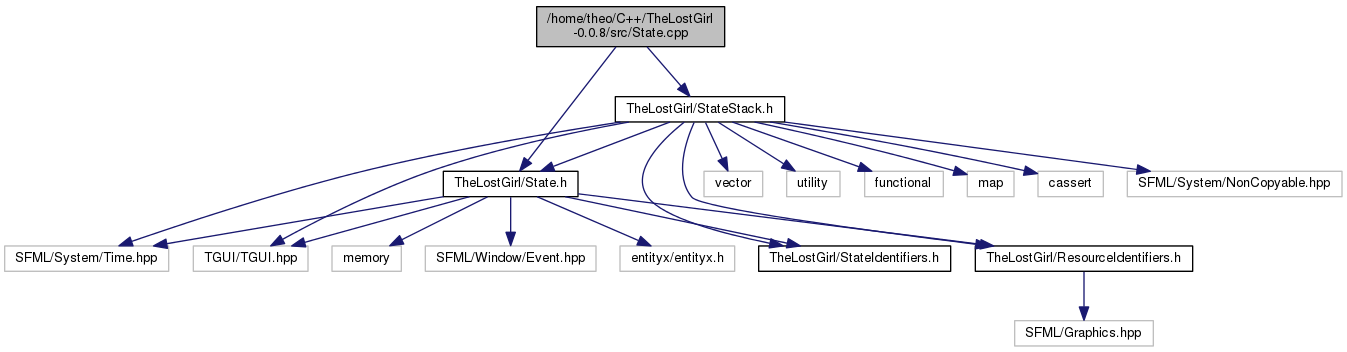 /home/theo/C++/TheLostGirl
-0.0.8/src/State.cpp
TheLostGirl/StateStack.h
TheLostGirl/State.h
vector
utility
functional
map
cassert
SFML/System/NonCopyable.hpp
SFML/System/Time.hpp
TGUI/TGUI.hpp
memory
SFML/Window/Event.hpp
entityx/entityx.h
TheLostGirl/StateIdentifiers.h
TheLostGirl/ResourceIdentifiers.h
SFML/Graphics.hpp